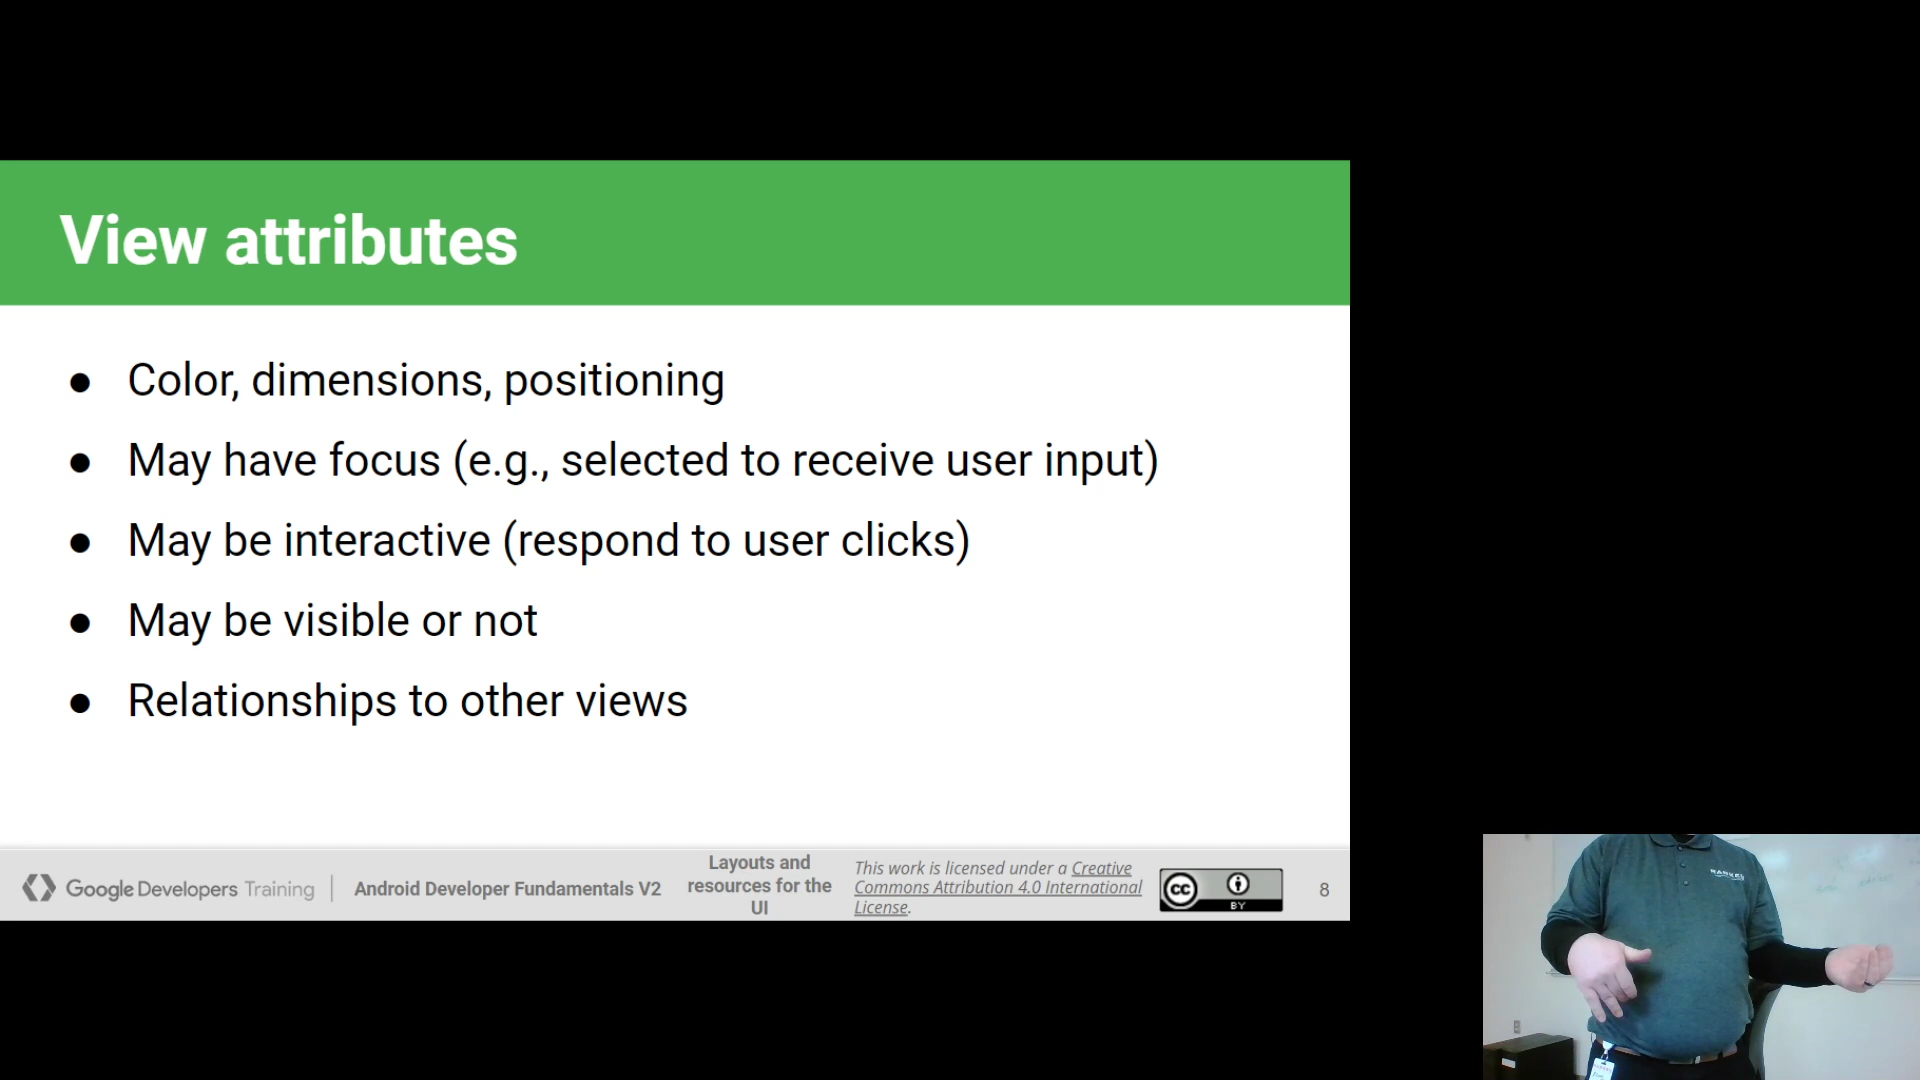 View attributes
● Color, dimensions, positioning
● May have focus (e.g., selected to receive user input)
● May be interactive (respond to user clicks)
● May be visible or not
● Relationships to other views
Google Developers Training
Android Developer Fundamentals V2
Layouts and
resources for the
UI
This work is licensed under a Creative
Commons Attribution 4.0 International
License.
cc
BY
8
RANKEN